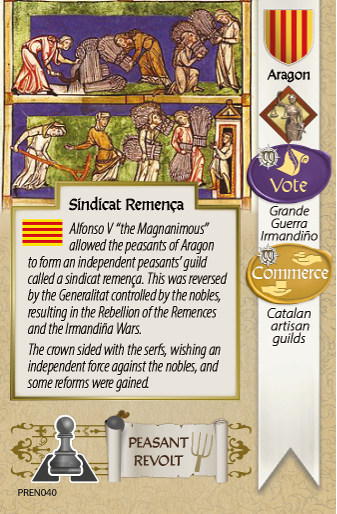 Aragon
Vote
Grande
Guerra
Irmandiño
Commerce
Catalan
artisan
guilds
Sindicat Remença
Alfonso V “the Magnanimous”
allowed the peasants of Aragon
to form an independent peasants’ guild
called a sindicat remença. This was reversed
by the Generalitat controlled by the nobles,
resulting in the Rebellion of the Remences
and the Irmandiña Wars.
The crown sided with the serfs, wishing an
independent force against the nobles, and
some reforms were gained.
PEASANT
REVOLT
PREN040